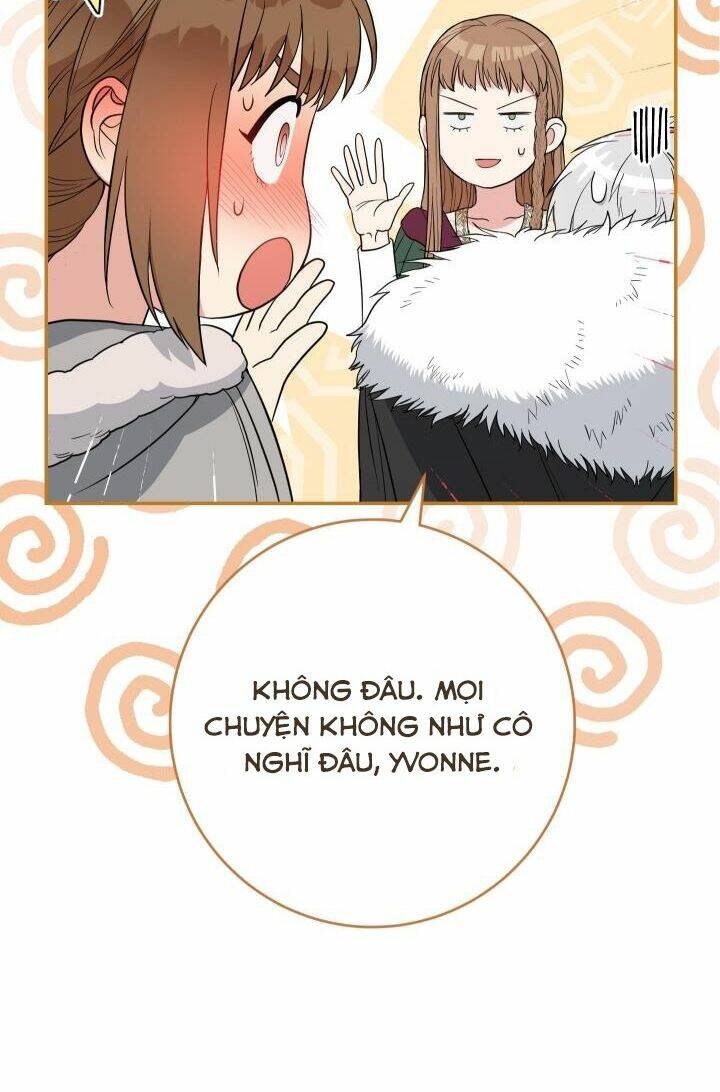 KHÔNG ĐÂU. MỌI
CHUYỆN KHÔNG NHƯ CÔ
NGHĨ ĐÂU, YVONNE.